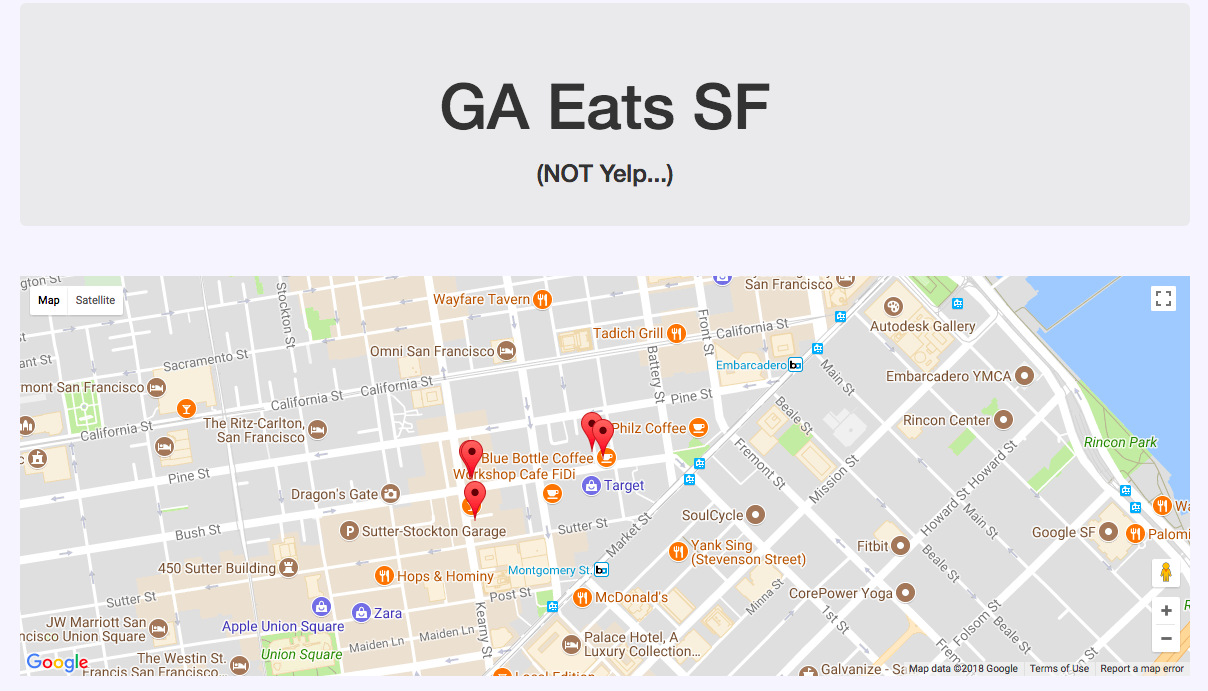 GA Eats SF
(NOT Yelp...)
Map
Satellite
Stockton St
Wayfare Tavern
San Francisco
Autodesk Gallery
Tadich Grill
California St
Front St
Sacramento St
Omni San Francisco
Embarcadero
Main St
Battery St
Embarcadero YMCA
mont San Francisco
California St
California St
Pine St
Beale St
The Ritz-Carlton,
San Francisco
California St
Philz Coffee
Rincon Center
Rincon Park
Blue Bottle Coffee
Workshop Cafe FiDi
Fremont St
Mission St
Howard St
Howard St
Pine St
Target
Dragon's Gate
Main St
Bush St
Sutter-Stockton Garage
Sutter St
Market St
SoulCycle
Google SF
Palomi
Yank Sing
(Stevenson Street)
Fitbit
Beale St
450 Sutter Building
Hops & Hominy
Montgomery St.
Minna St
CorePower Yoga
Sutter St
Post St
McDonald's
Zara
Kearny St
1st St
Fremont St
Folsom St
Beale St
Apple Union Square
JW Marriott San
ncisco Union Square
Maiden Ln
Maiden Ln
Palace Hotel, A
Luxury Collection...
Google
The Westin St.
Francis San Francisco...
Union Square
Local Edition
Galvanize - Sa
Map data ©2018 Google
Terms of Use
Report a map error